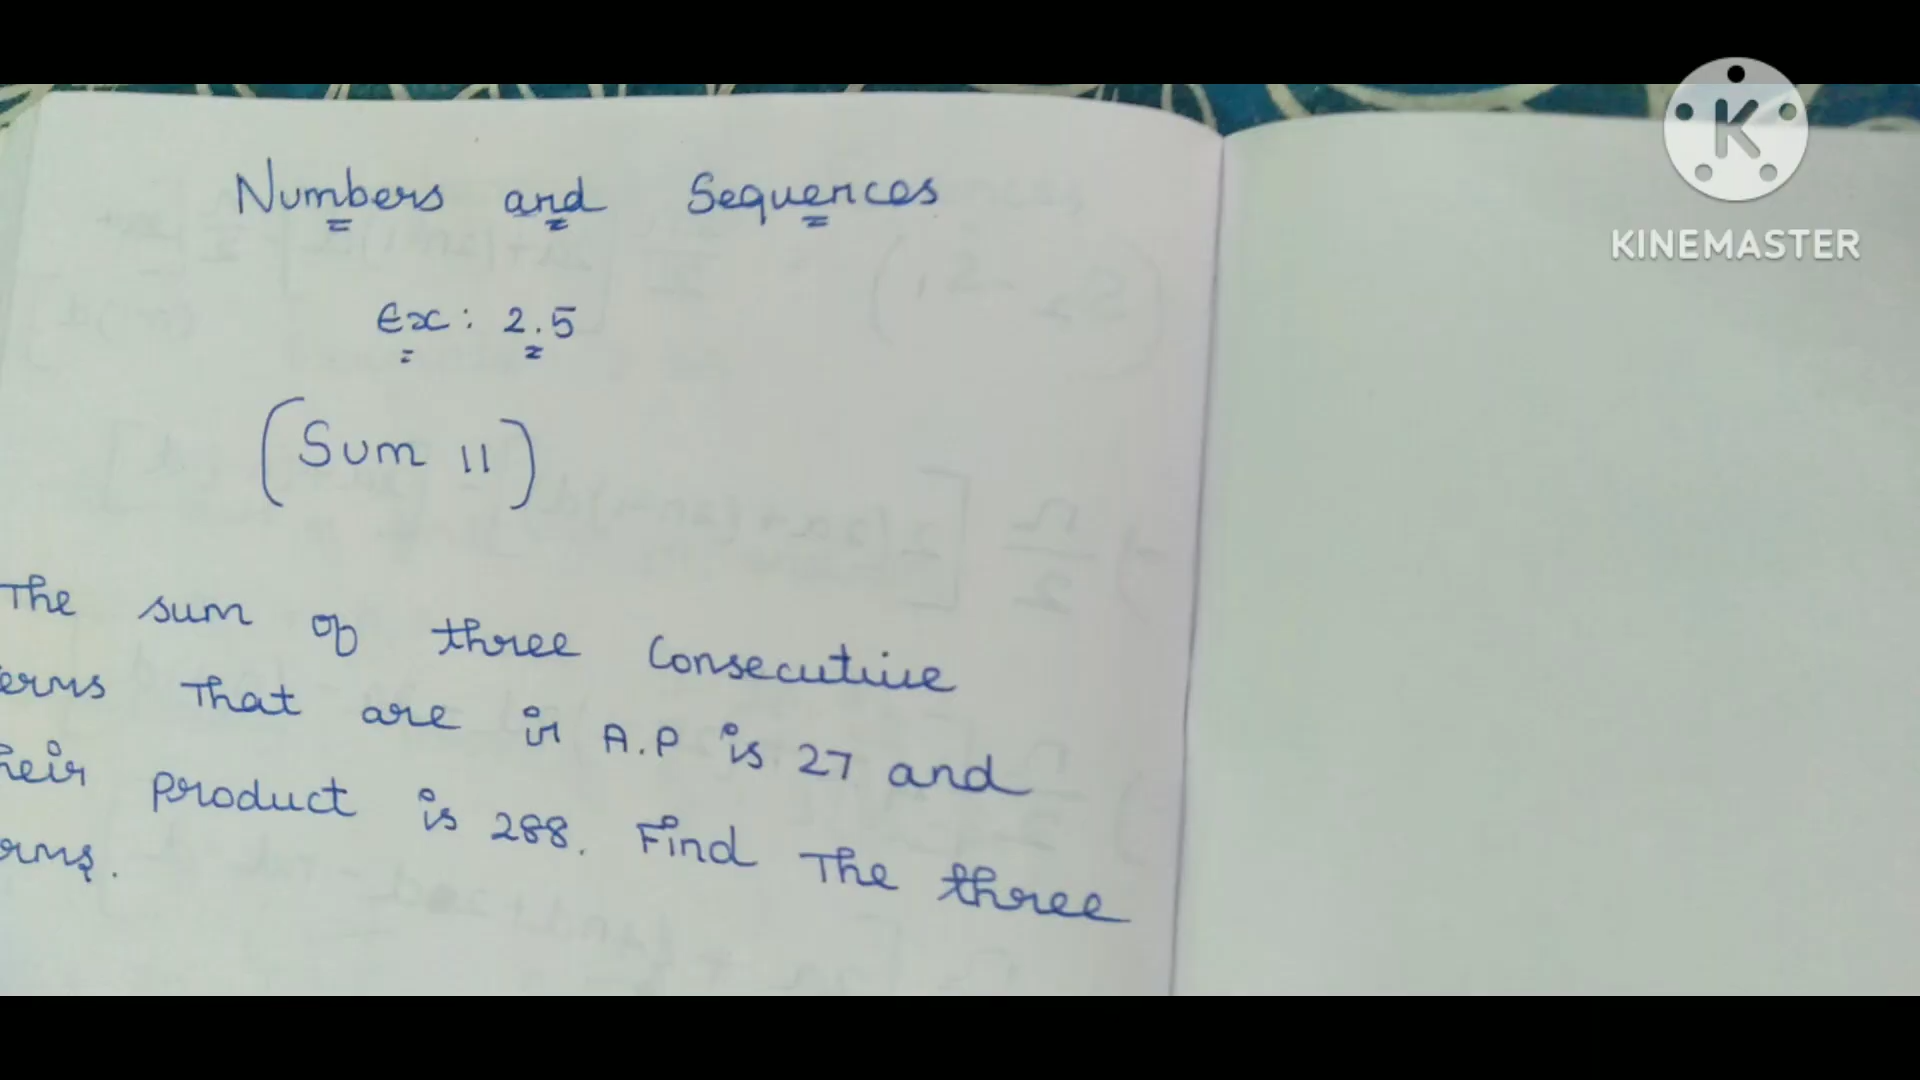 Numbers and Sequences
Ex: 2.5
(Sum 11)
The sum of three Consecutive
That are in A.P is 27 and
product is 288. Find The three
KINEMASTER